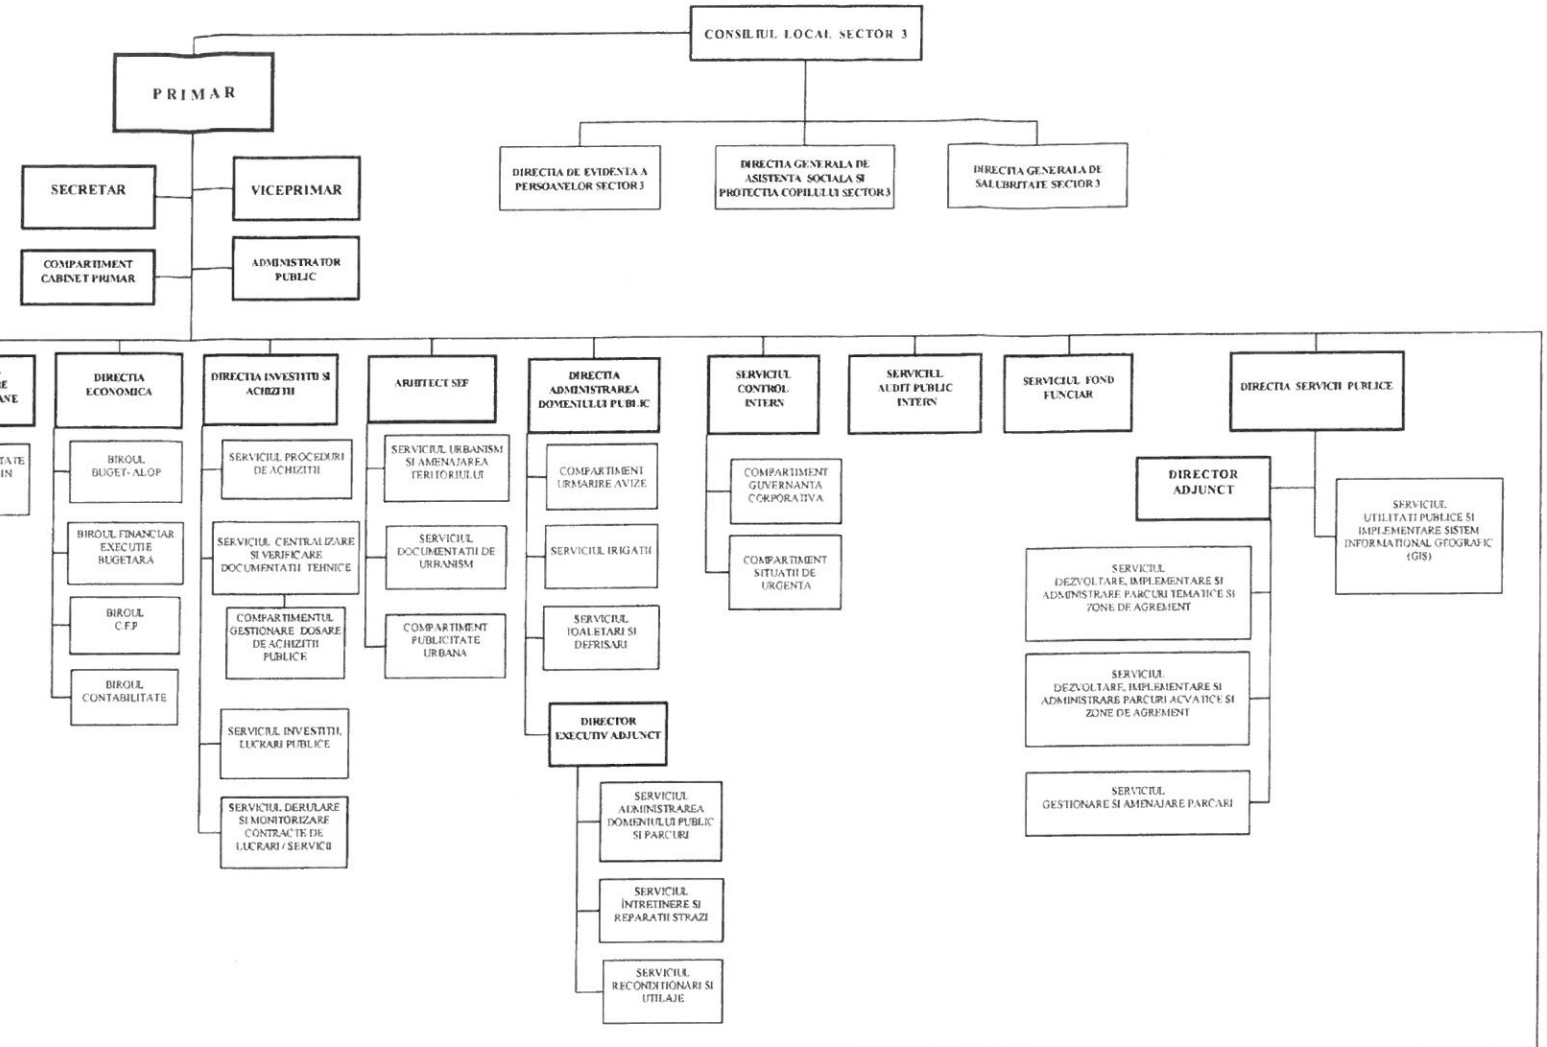 CONSILIUL LOCAL SECTOR 3
PRIMAR
DIRECTIA DE EVIDENTA A
PERSOANELOR SECTOR 3
DIRECTIA GENERALA DE
ASISTENTA SOCIALA SI
PROTECTIA COPILULUI SECTOR 3
DIRECTIA GENERALA DE
SALUBRITATE SECTOR 3
SECRETAR
VICEPRIMAR
COMPARTIMENT
CABINET PRIMAR
ADMINISTRATOR
PUBLIC
RE
ANE
TATE
IN
DIRECTIA
ECONOMICA
BIROUL
BUGET- ALOP
BIROUL FINANCIAR
EXECUTIE
BUGETARA
BIROUL
C.F.P
BIROUL
CONTABILITATE
DIRECTIA INVESTITII SI
ACHIZITII
SERVICIUL PROCEDURI
DE ACHIZITII
SERVICIUL CENTRALIZARE
SI VERIFICARE
DOCUMENTATII TEHNICE
COMPARTIMENTUL
GESTIONARE DOSARE
DE ACHIZITII
PUBLICE
SERVICIUL INVESTITII,
LUCRARI PUBLICE
SERVICIUL DERULARE
SI MONITORIZARE
CONTRACTE DE
LUCRARI / SERVICII
ARHITECT SEF
SERVICIUL URBANISM
SI AMENAJAREA
TERITORIULUI
SERVICIUL
DOCUMENTATII DE
URBANISM
COMPARTIMENT
PUBLICITATE
URBANA
DIRECTIA
ADMINISTRAREA
DOMENIULUI PUBLIC
COMPARTIMENT
URMARIRE AVIZE
SERVICIUL IRIGATII
SERVICIUL
TOALETARI SI
DEFRISARI
DIRECTOR
EXECUTIV ADJUNCT
SERVICIUL
ADMINISTRAREA
DOMENIULUI PUBLIC
SI PARCURI
SERVICIUL
ÎNTRETINERE SI
REPARATII STRAZI
SERVICIUL
RECONDITIONARI SI
UTILAJE
SERVICIUL
CONTROL
INTERN
COMPARTIMENT
GUVERNANTA
CORPORATIVA
COMPARTIMENT
SITUATII DE
URGENTA
SERVICIUL
AUDIT PUBLIC
INTERN
SERVICIUL FOND
FUNCIAR
DIRECTIA SERVICII PUBLICE
DIRECTOR
ADJUNCT
SERVICIUL
UTILITATI PUBLICE SI
IMPLEMENTARE SISTEM
INFORMATIONAL GEOGRAFIC
(GIS)
SERVICIUL
DEZVOLTARE, IMPLEMENTARE SI
ADMINISTRARE PARCURI TEMATICE SI
ZONE DE AGREMENT
SERVICIUL
DEZVOLTARE, IMPLEMENTARE SI
ADMINISTRARE PARCURI ACVATICE SI
ZONE DE AGREMENT
SERVICIUL
GESTIONARE SI AMENAJARE PARCARI